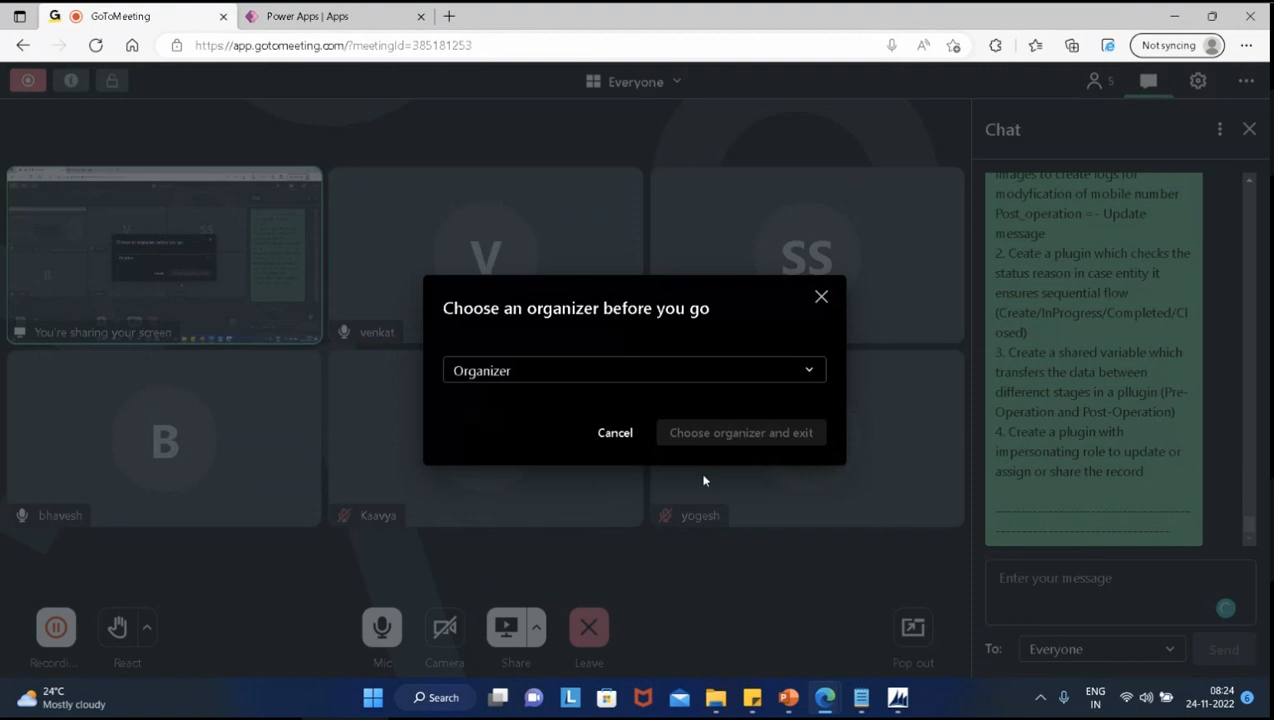 GoToMeeting
Power Apps | Apps
https://app.gotomeeting.com/?meetingId=385181253
Not syncing
Everyone
5
Chat
images to create logs for
modyfication of mobile number
Post_operation =- Update
message
2. Ceate a plugin which checks the
status reason in case entity it
ensures sequential flow
(Create/InProgress/Completed/Cl
osed)
3. Create a shared variable which
transfers the data between
differenct stages in a pllugin (Pre-
Operation and Post-Operation)
4. Create a plugin with
impersonating role to update or
assign or share the record
V
SS
You're sharing your screen
venkat
Choose an organizer before you go
Organizer
Cancel
Choose organizer and exit
B
bhavesh
Kaavya
yogesh
Enter your message
To:
Everyone
Send
Recordi...
React
Mic
Camera
Share
Leave
Pop out
24°C
Mostly cloudy
Search
ENG
IN
08:24
24-11-2022
6